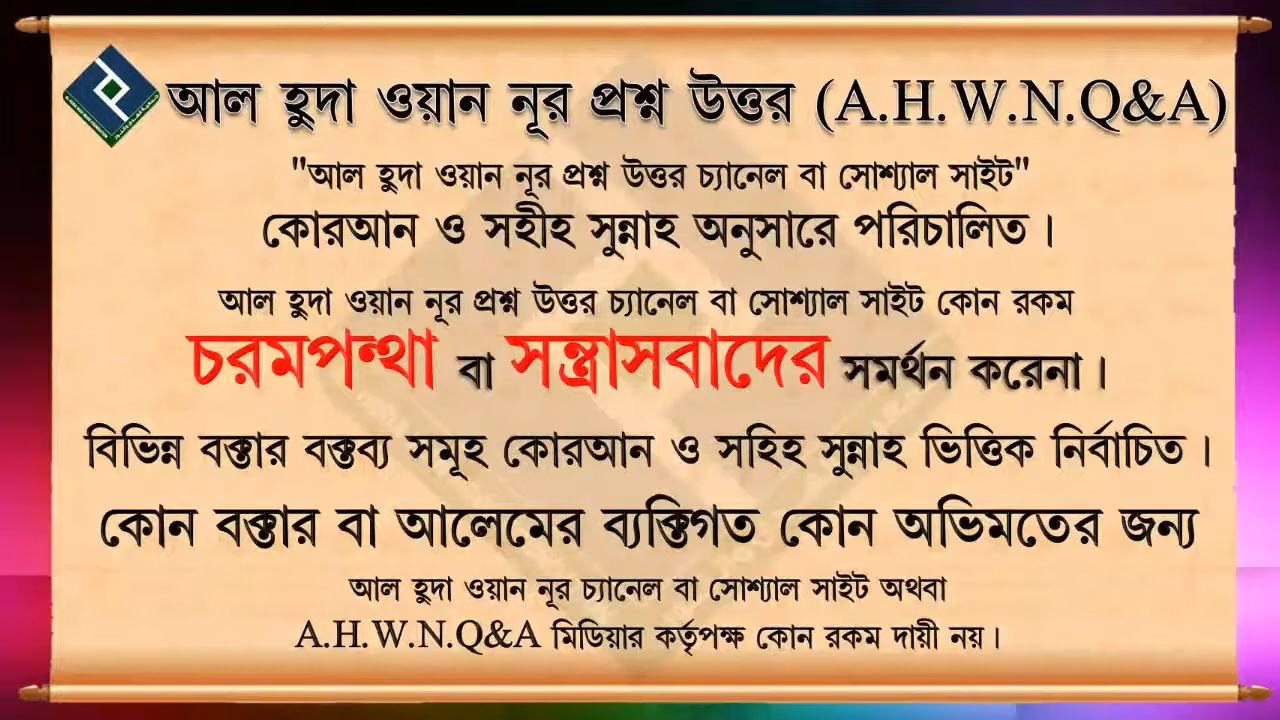 আল হুদা ওয়ান নূর প্রশ্ন উত্তর (A.H.W.N.Q&A)
"আল হুদা ওয়ান নূর প্রশ্ন উত্তর চ্যানেল বা সোশ্যাল সাইট"
কোরআন ও সহীহ সুন্নাহ অনুসারে পরিচালিত।
আল হুদা ওয়ান নূর প্রশ্ন উত্তর চ্যানেল বা সোশ্যাল সাইট কোন রকম
চরমপন্থা বা সন্ত্রাসবাদের সমর্থন করেনা।
বিভিন্ন বক্তার বক্তব্য সমূহ কোরআন ও সহিহ সুন্নাহ ভিত্তিক নির্বাচিত।
কোন বক্তার বা আলেমের ব্যক্তিগত কোন অভিমতের জন্য
আল হুদা ওয়ান নূর চ্যানেল বা সোশ্যাল সাইট অথবা
A.H.W.N.Q&A মিডিয়ার কর্তৃপক্ষ কোন রকম দায়ী নয়।